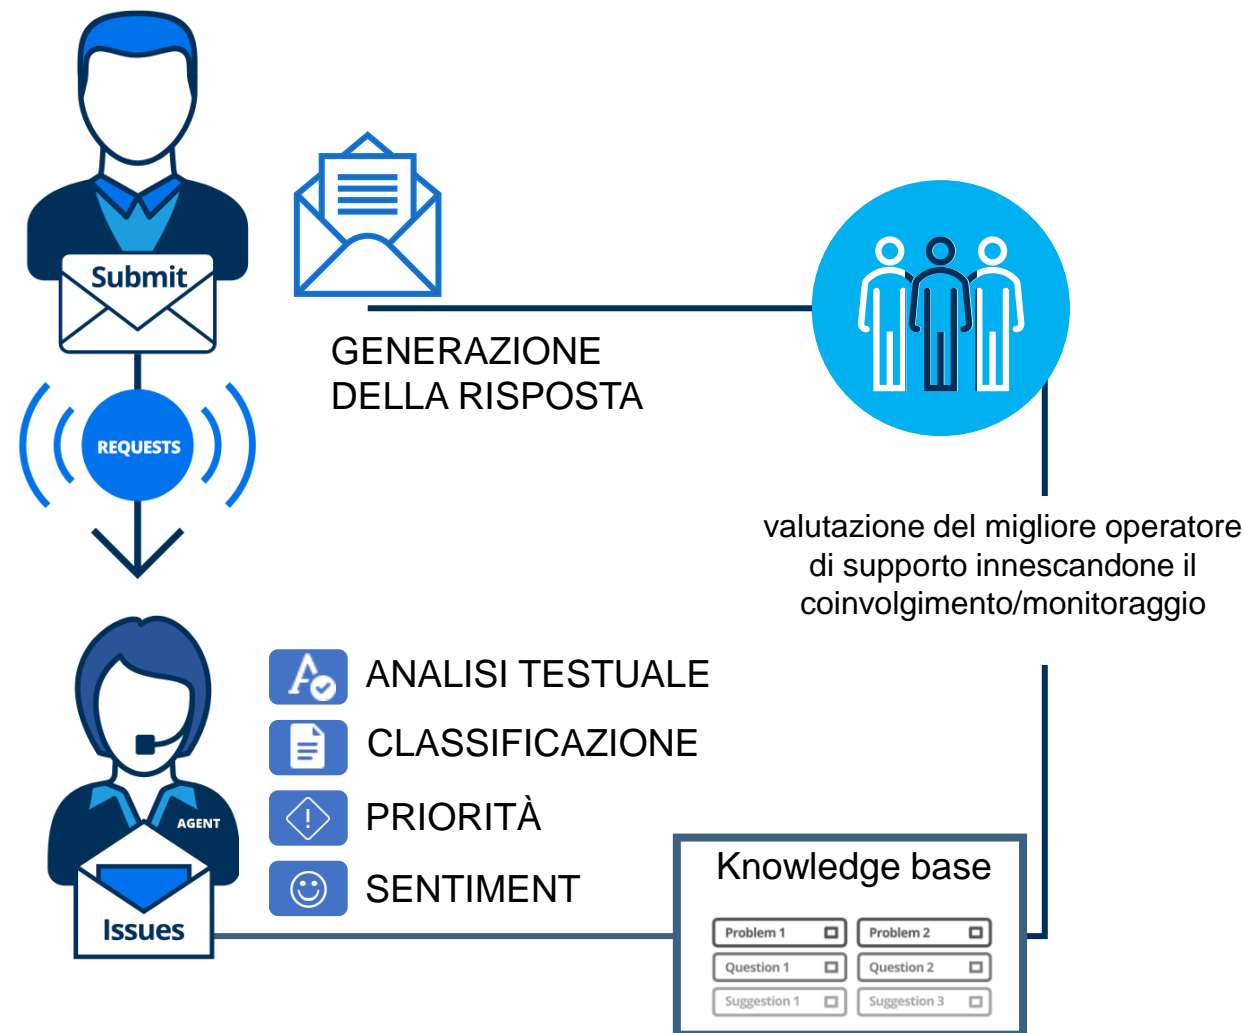 Submit
GENERAZIONE
DELLA RISPOSTA
REQUESTS
valutazione del migliore operatore
di supporto innescandone il
coinvolgimento/monitoraggio
ANALISI TESTUALE
CLASSIFICAZIONE
PRIORITÀ
SENTIMENT
AGENT
Issues
Knowledge base
Problem 1
Problem 2
Question 1
Question 2
Suggestion 1
Suggestion 3